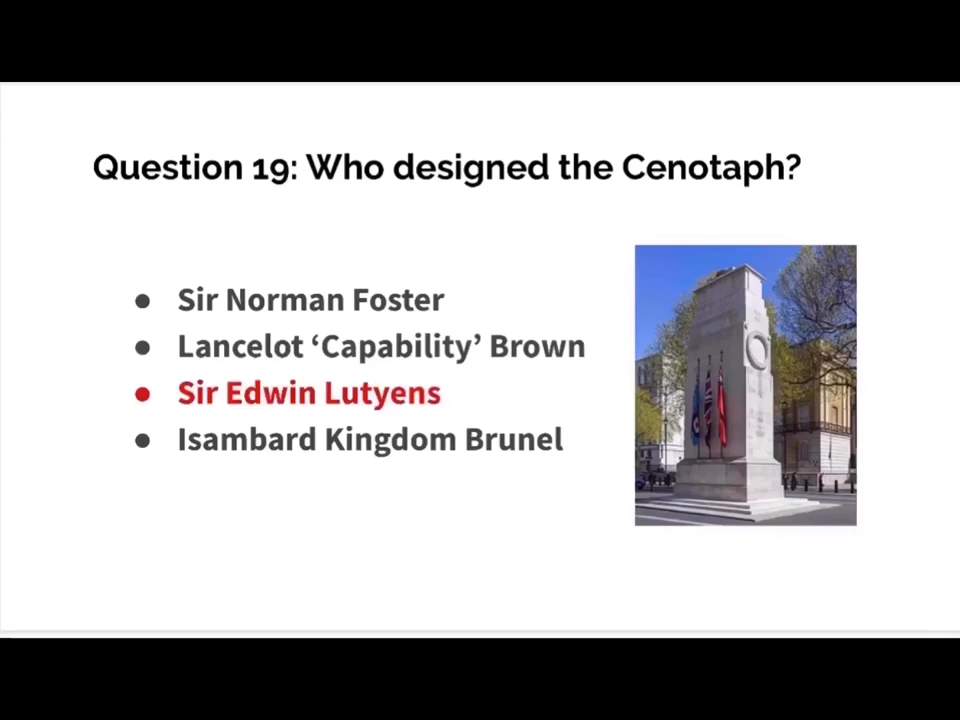 Question 19: Who designed the Cenotaph?
● Sir Norman Foster
● Lancelot ‘Capability’ Brown
● Sir Edwin Lutyens
● Isambard Kingdom Brunel